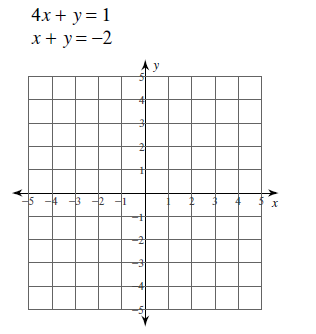 4x + y = 1
x + y = −2
y
5
4
3
2
1
−5 −4 −3 −2 −1 1 2 3 4 5 x
−1
−2
−3
−4
−5